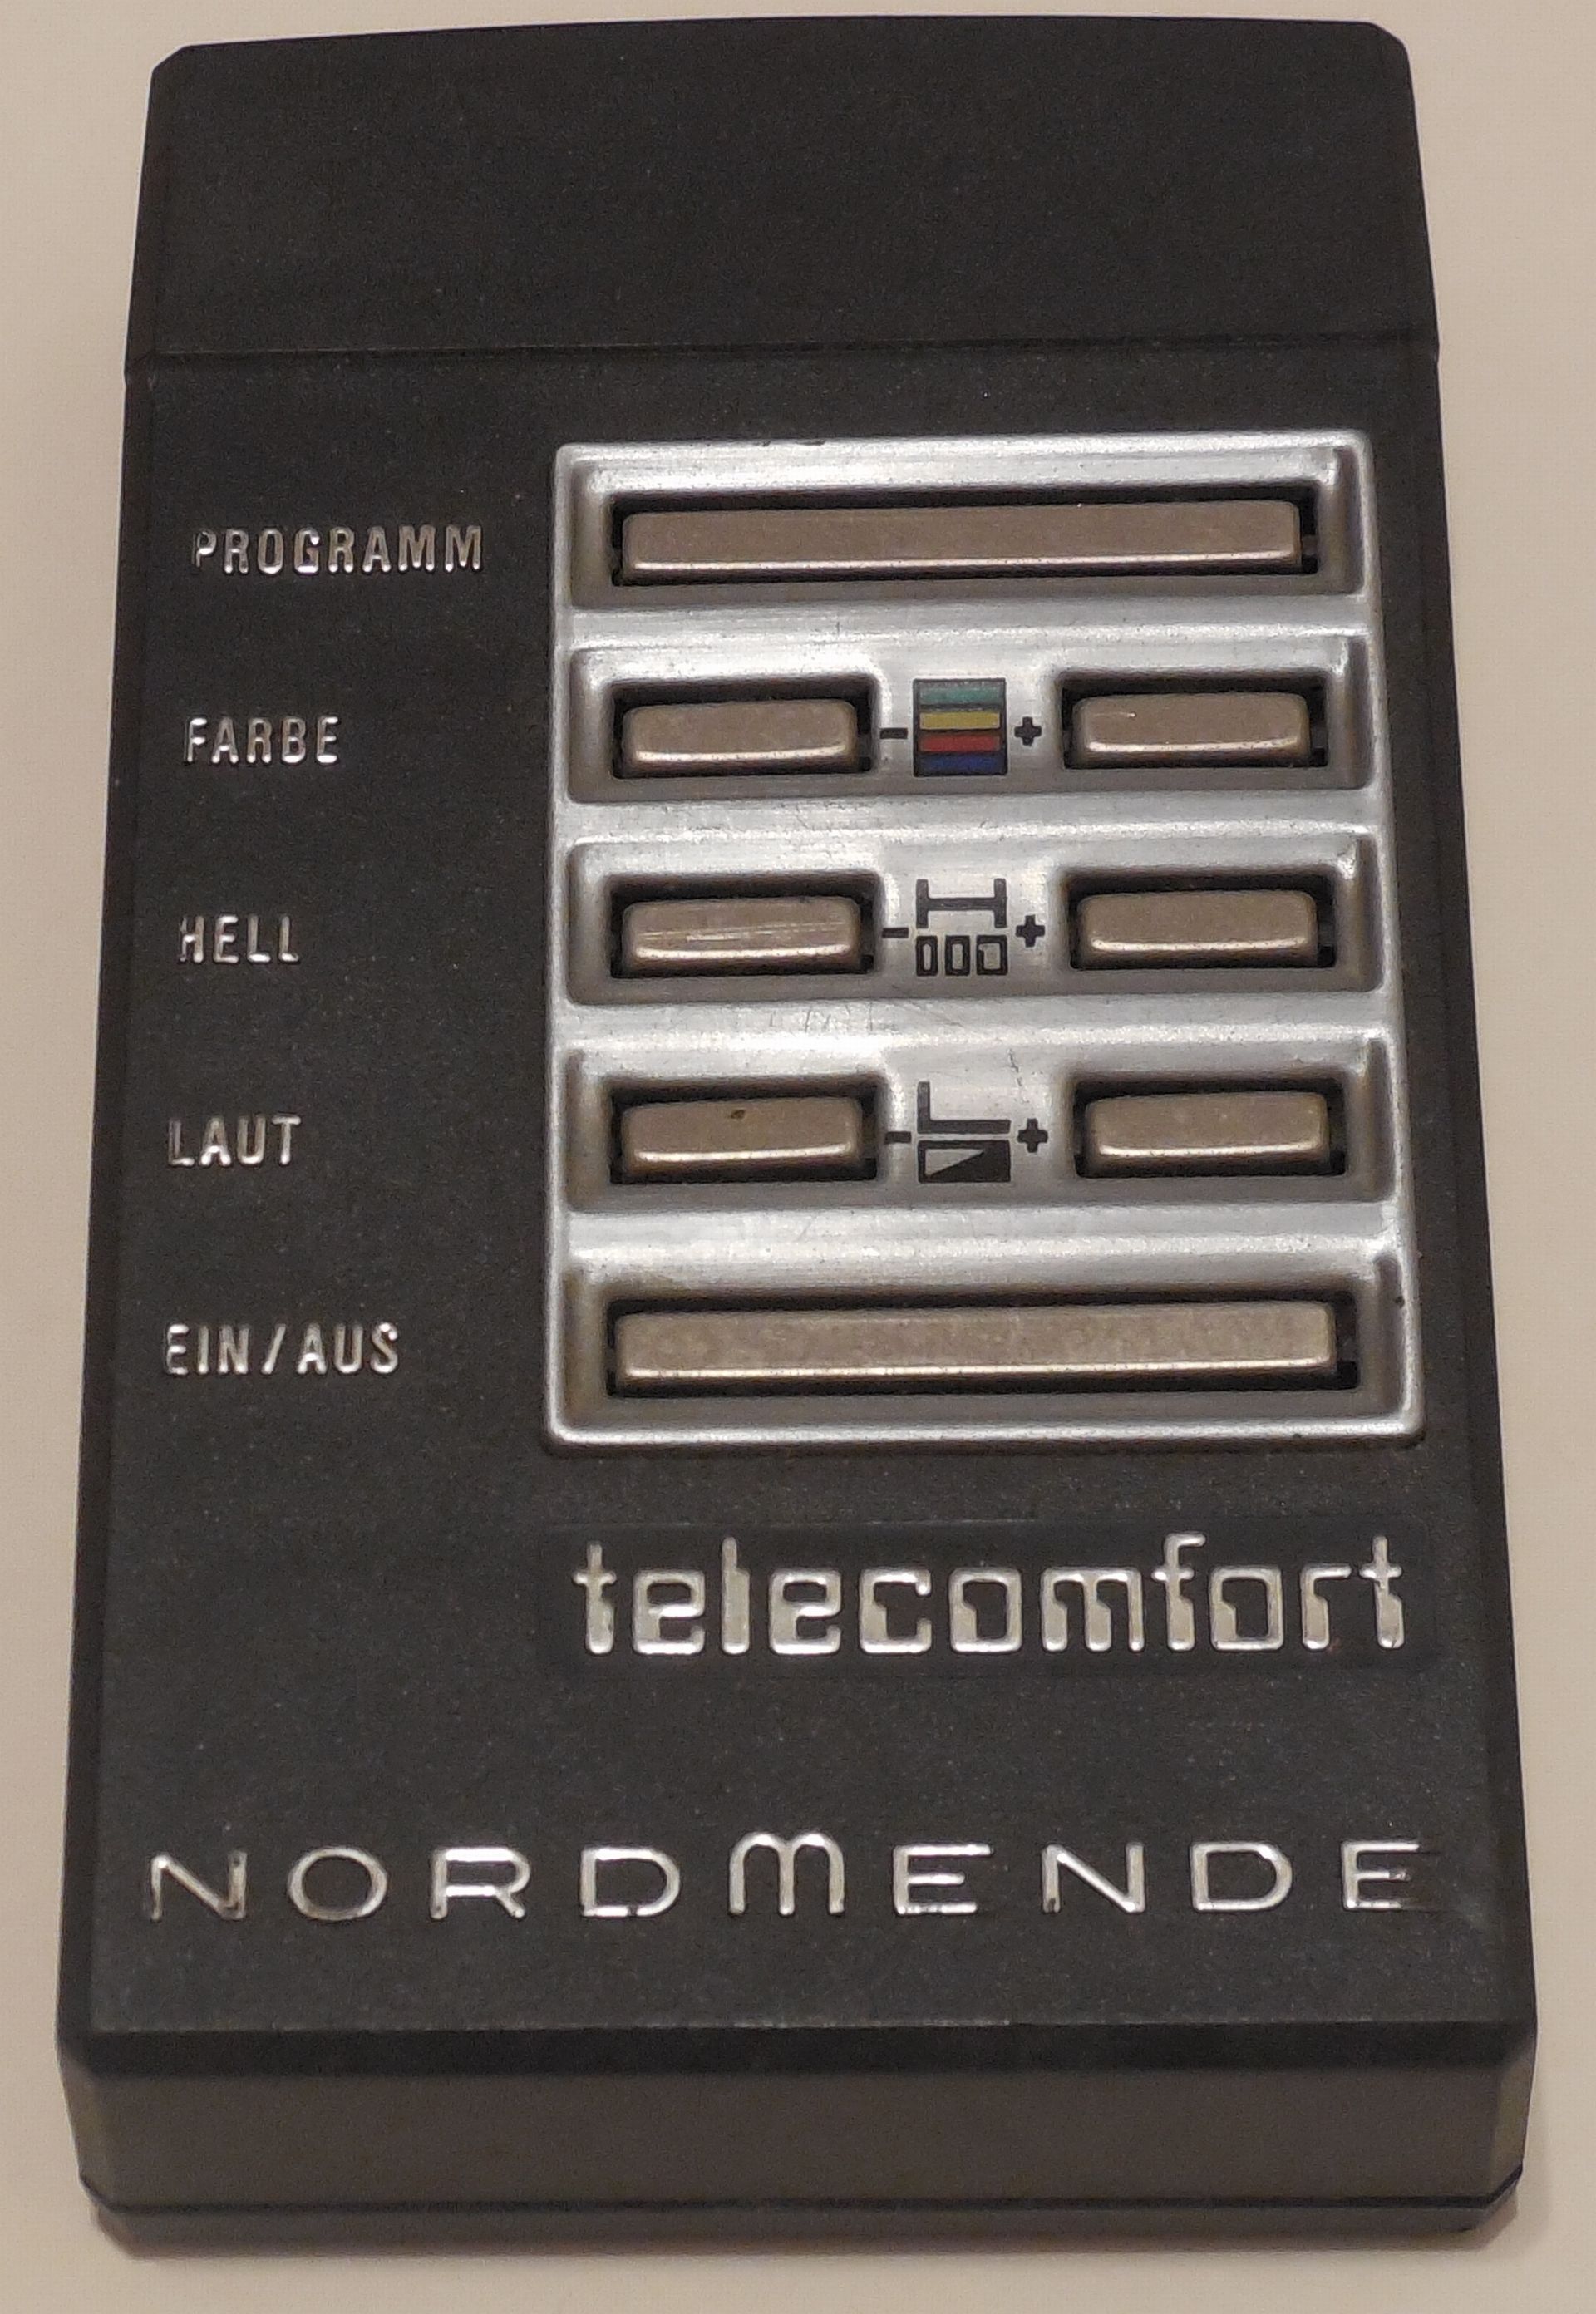 PROGRAMM
FARBE - +
HELL - +
LAUT - +
EIN/AUS
telecomfort
NORDMENDE